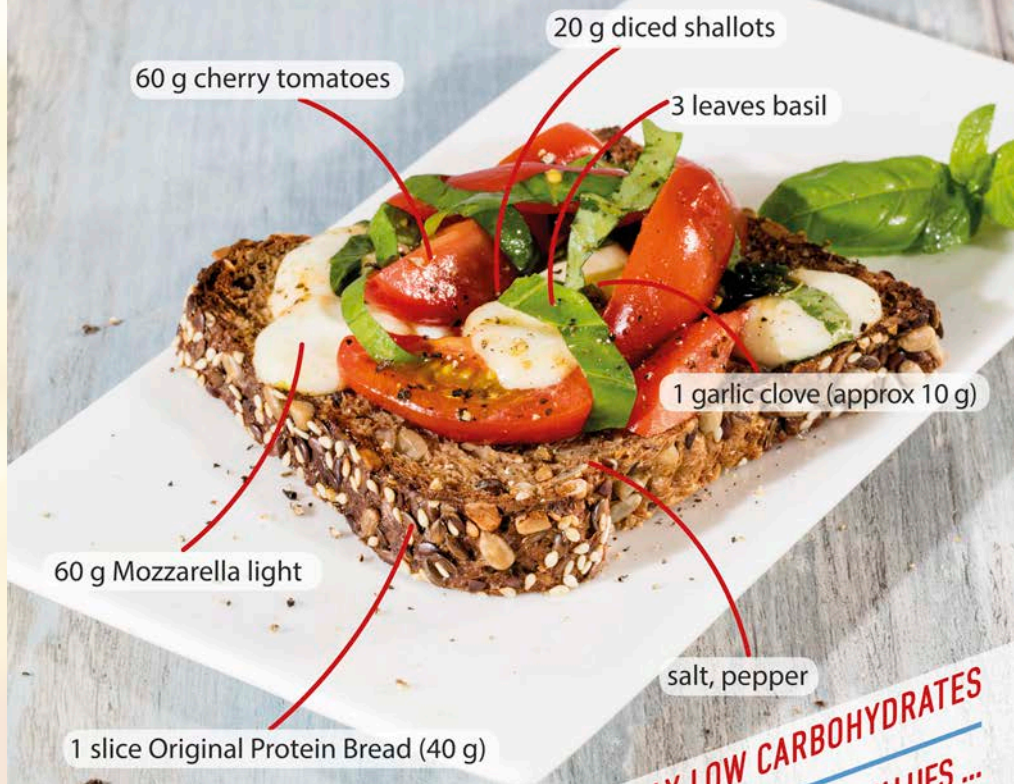 20 g diced shallots
60 g cherry tomatoes
3 leaves basil
1 garlic clove (approx 10 g)
60 g Mozzarella light
salt, pepper
1 slice Original Protein Bread (40 g)
LOW CARBOHYDRATES